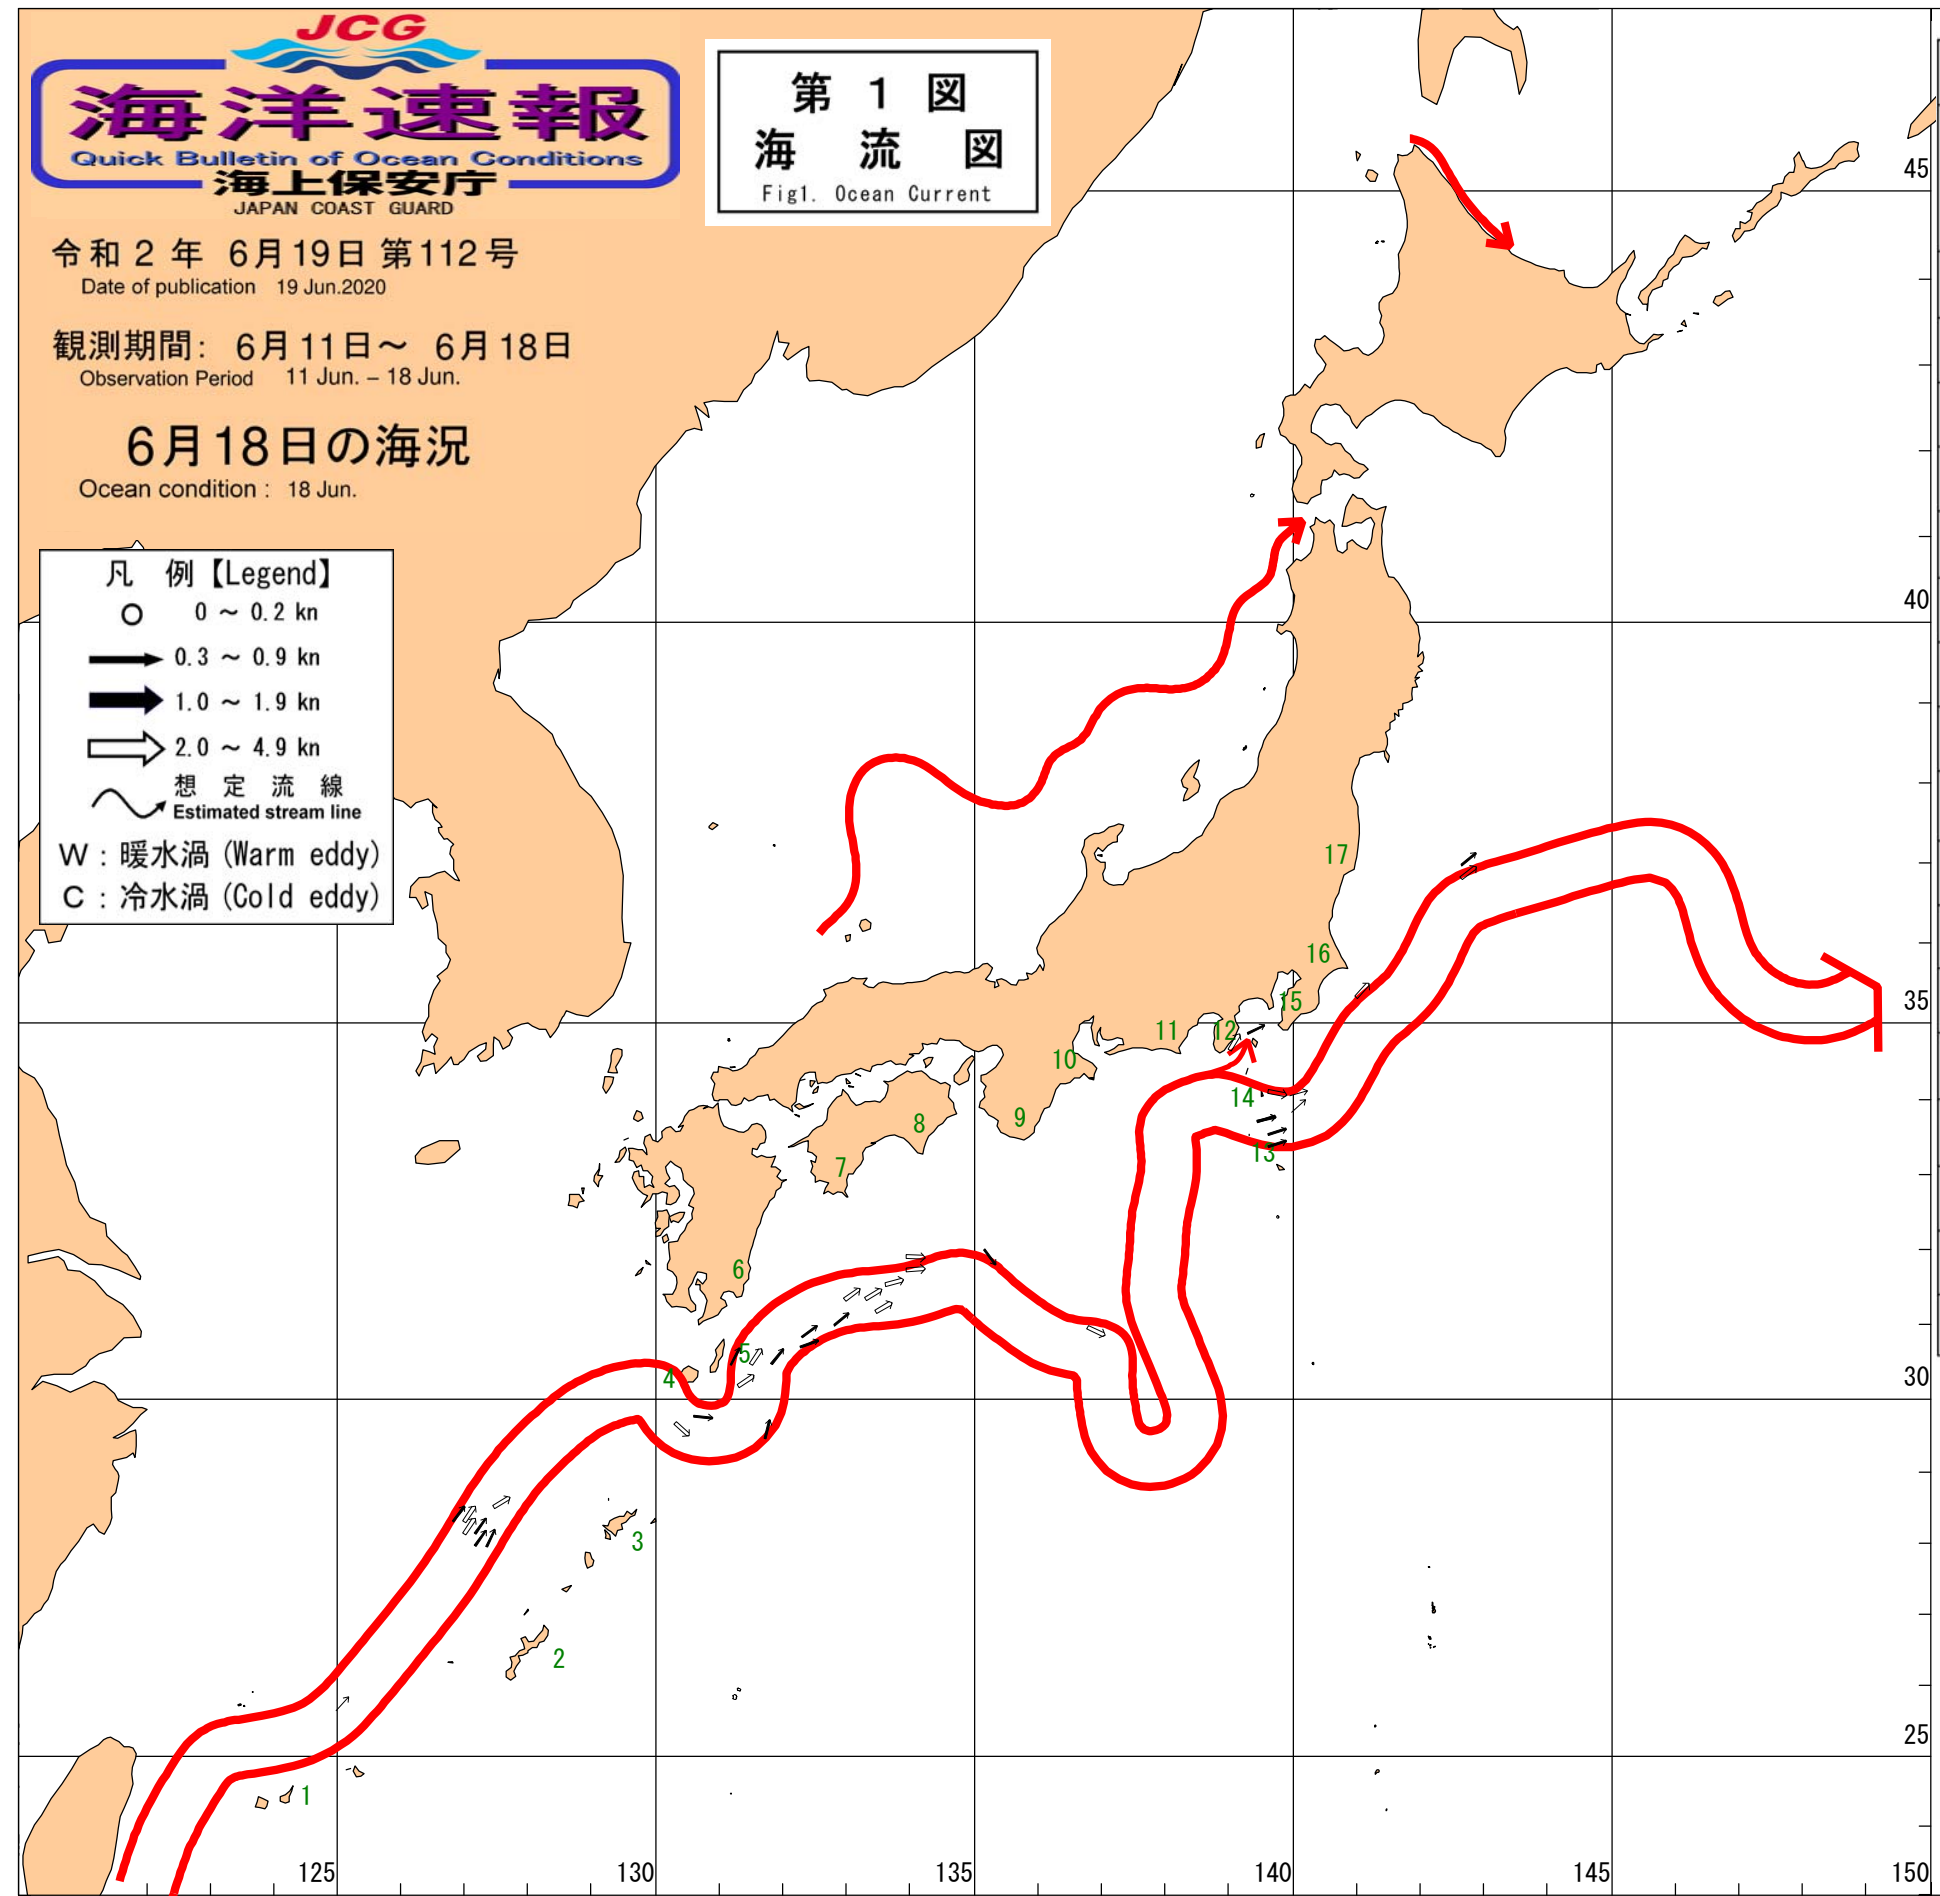 JCG
海洋速報
Quick Bulletin of Ocean Conditions
海上保安庁
JAPAN COAST GUARD
第 1 図
海 流 図
Fig1. Ocean Current
令和 2 年 6月19日 第112号
Date of publication 19 Jun.2020
観測期間: 6月11日～ 6月18日
Observation Period 11 Jun. – 18 Jun.
6月18日の海況
Ocean condition : 18 Jun.
凡 例【Legend】
0 ～ 0.2 kn
0.3 ～ 0.9 kn
1.0 ～ 1.9 kn
2.0 ～ 4.9 kn
想 定 流 線
Estimated stream line
W : 暖水渦 (Warm eddy)
C : 冷水渦 (Cold eddy)
45
40
17
16
35
15
12
11
10
14
9
8
13
7
6
5
4
30
3
2
25
1
125
130
135
140
145
150